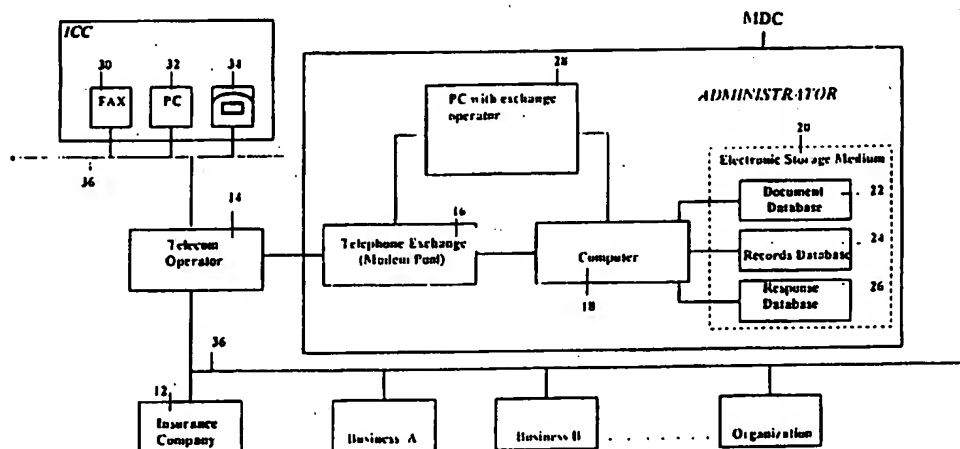 MDC
ICC
30
32
34
FAX
PC
28
PC with exchange
operator
ADMINISTRATOR
20
Electronic Storage Medium
Document
Database
22
36
14
Telecom
Operator
16
Telephone Exchange
(Modem Pool)
Computer
18
Records Database
24
Response
Database
26
36
12
Insurance
Company
Business A
Business B
. . . . . . . . .
Organization